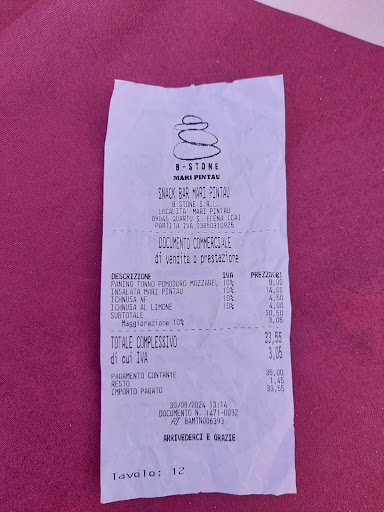 B-STONE
MARI PINTAU
SNACK BAR MARI PINTAU
B STONE S.R.L.
LOCALITA' MARI PINTAU
09045 QUARTU S. ELENA (CA)
PARTITA IVA 03850310925
DOCUMENTO COMMERCIALE
di vendita o prestazione
DESCRIZIONE IVA PREZZO(€)
PANINO TONNO POMODORO MOZZAREL 10% 8,00
INSALATA MARI PINTAU 10% 14,00
ICHNUSA NF 10% 4,50
ICHNUSA AL LIMONE 10% 4,00
SUBTOTALE 30,50
Maggiorazione 10% 3,05
TOTALE COMPLESSIVO 33,55
di cui IVA 3,05
PAGAMENTO CONTANTE 35,00
RESTO 1,45
IMPORTO PAGATO 33,55
30/08/2024 13:14
DOCUMENTO N. 1471-0032
RT 8AMTN006393
ARRIVEDERCI E GRAZIE
Tavolo: 12